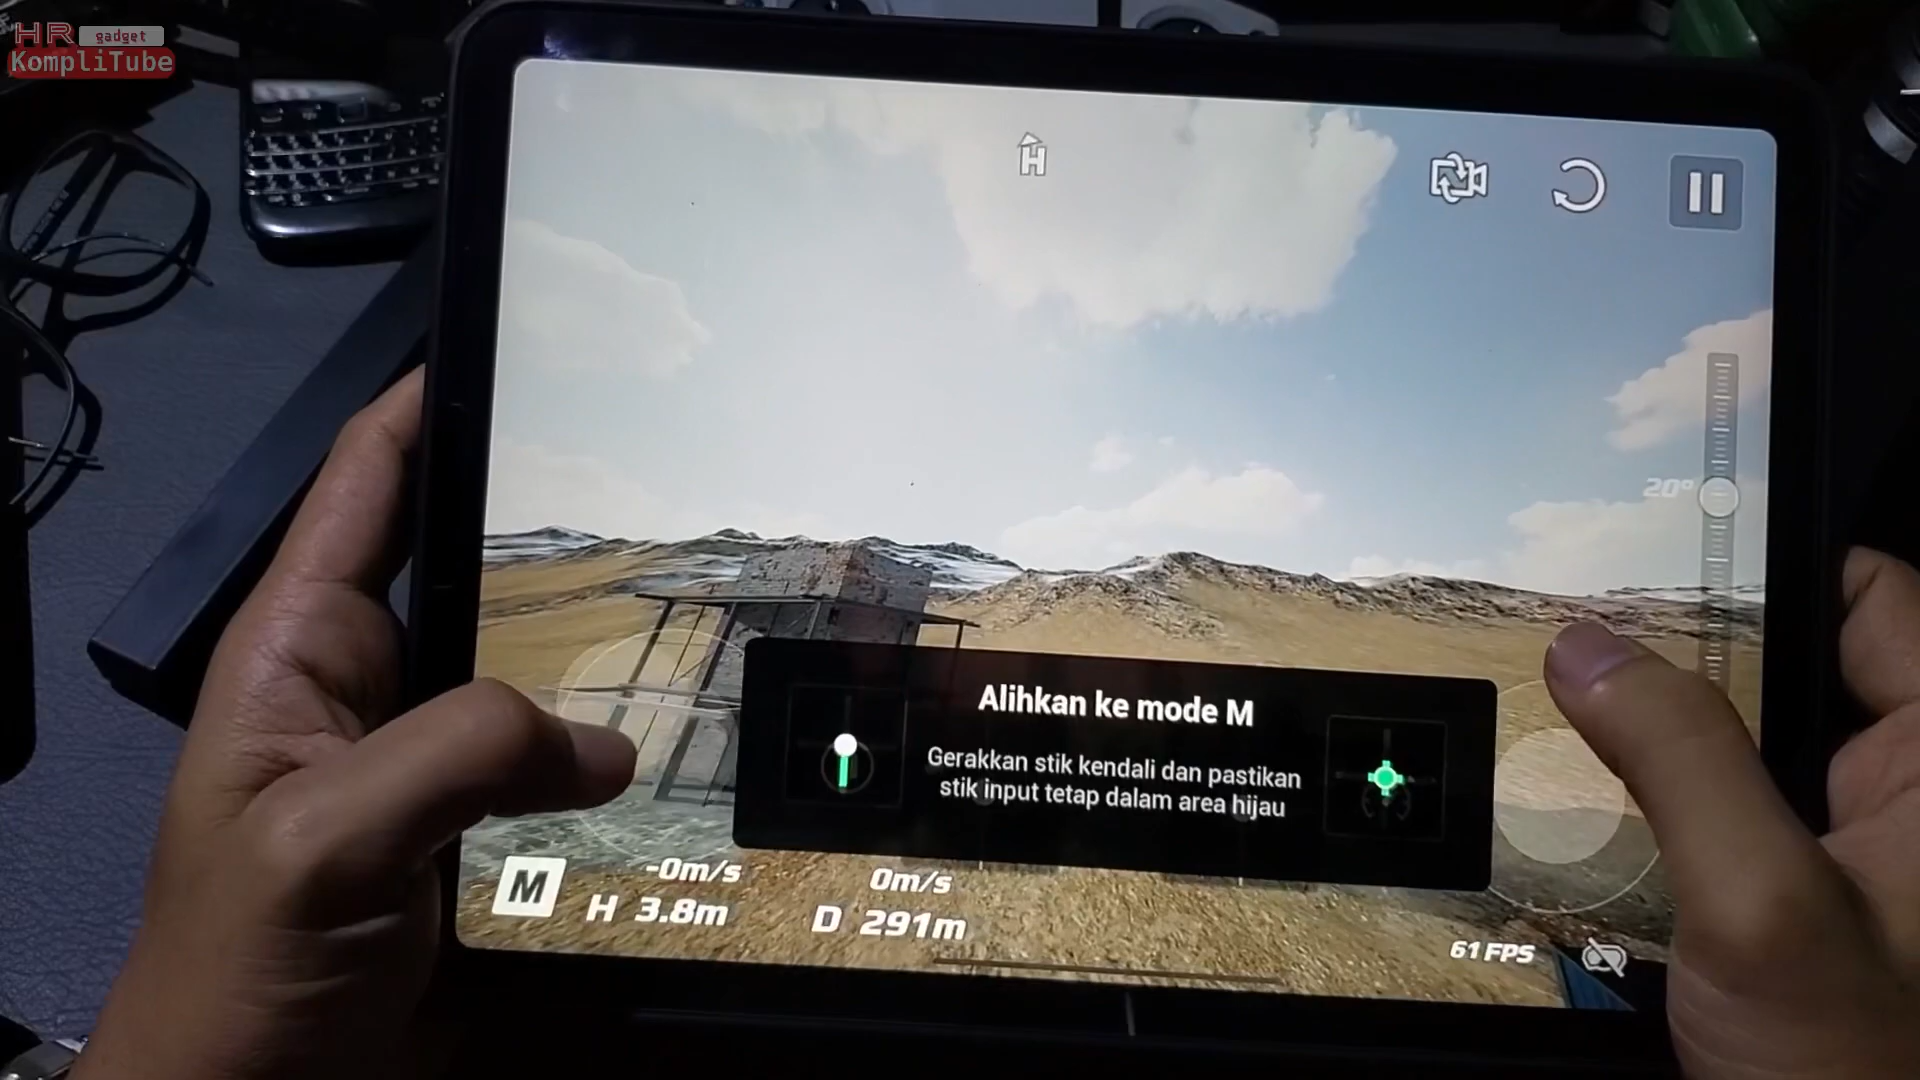 HR gadget
KompliTube
H
20°
Alihkan ke mode M
Gerakkan stik kendali dan pastikan
stik input tetap dalam area hijau
M
-0m/s
0m/s
H 3.8m
D 291m
61 FPS